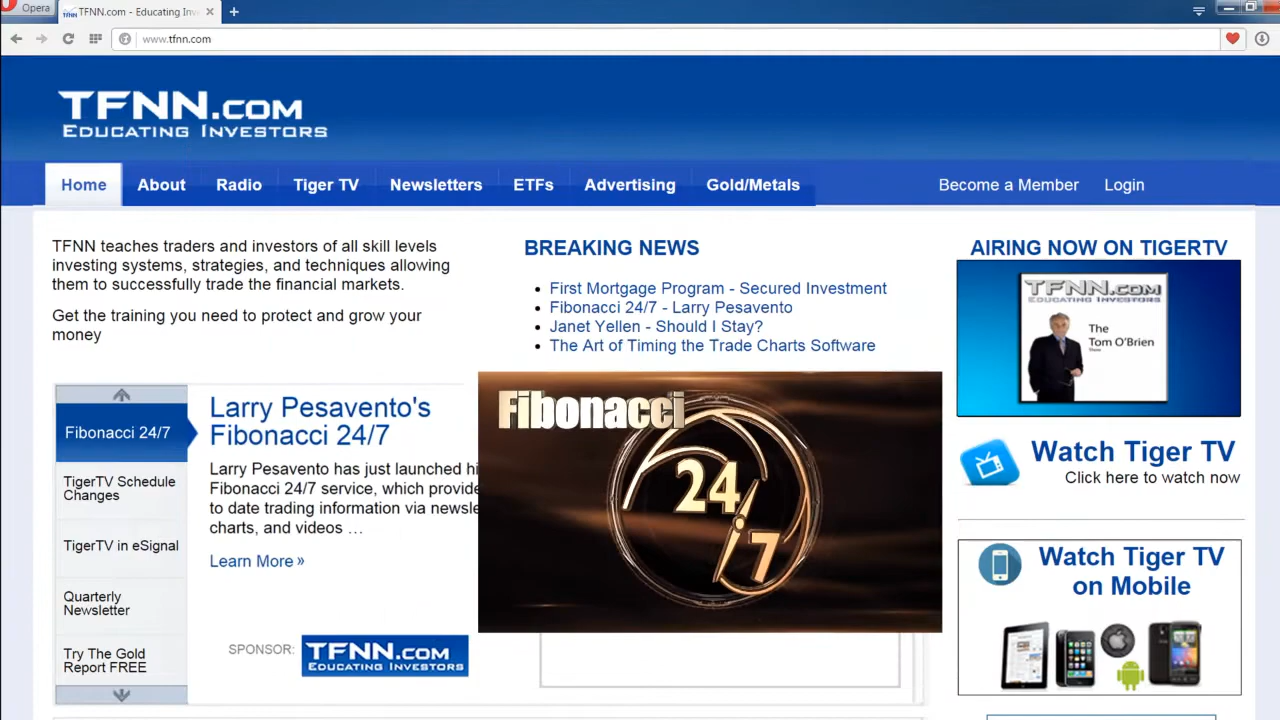 Opera
TFNN.com - Educating Inv
www.tfnn.com
TFNN.com
Educating Investors
Home
About
Radio
Tiger TV
Newsletters
ETFs
Advertising
Gold/Metals
Become a Member
Login
TFNN teaches traders and investors of all skill levels
investing systems, strategies, and techniques allowing
them to successfully trade the financial markets.
Get the training you need to protect and grow your
money
BREAKING NEWS
First Mortgage Program - Secured Investment
Fibonacci 24/7 - Larry Pesavento
Janet Yellen - Should I Stay?
The Art of Timing the Trade Charts Software
AIRING NOW ON TIGERTV
TFNN.com
Educating Investors
The
Tom O'Brien
Show
Watch Tiger TV
Click here to watch now
Watch Tiger TV
on Mobile
Fibonacci 24/7
TigerTV Schedule
Changes
TigerTV in eSignal
Quarterly
Newsletter
Try The Gold
Report FREE
Larry Pesavento's
Fibonacci 24/7
Larry Pesavento has just launched hi
Fibonacci 24/7 service, which provide
to date trading information via newsle
charts, and videos …
Learn More »
SPONSOR:
TFNN.com
Educating Investors
Fibonacci
24
7